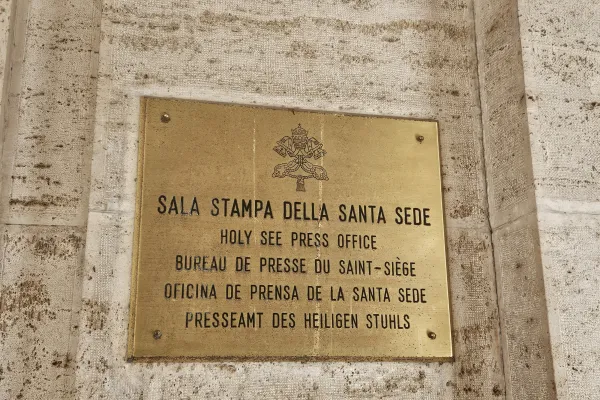 SALA STAMPA DELLA SANTA SEDE
HOLY SEE PRESS OFFICE
BUREAU DE PRESSE DU SAINT-SIÈGE
OFICINA DE PRENSA DE LA SANTA SEDE
PRESSEAMT DES HEILIGEN STUHLS